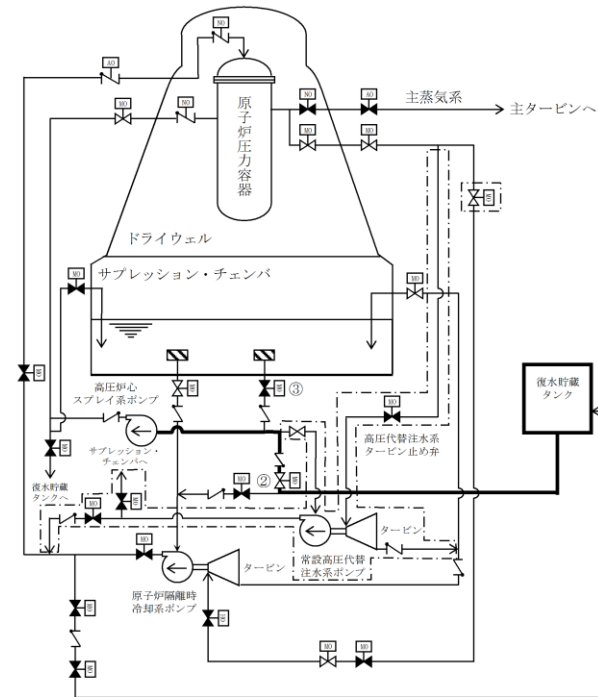 NO
AO
NO
MO
NO
AO
主蒸気系
主タービンへ
MO
MO
原子炉圧力容器
MO
ドライウェル
サプレッション・チェンバ
MO
MO
復水貯蔵
タンク
高圧炉心
スプレイ系ポンプ
MO
MO
③
MO
MO
高圧代替注水系
タービン止め弁
サプレッション・
チェンバへ
MO
復水貯蔵
タンクへ
②
MO
MO
MO
MO
タービン
常設高圧代替
注水系ポンプ
MO
タービン
原子炉隔離時
冷却系ポンプ
MO
MO
MO
MO
MO